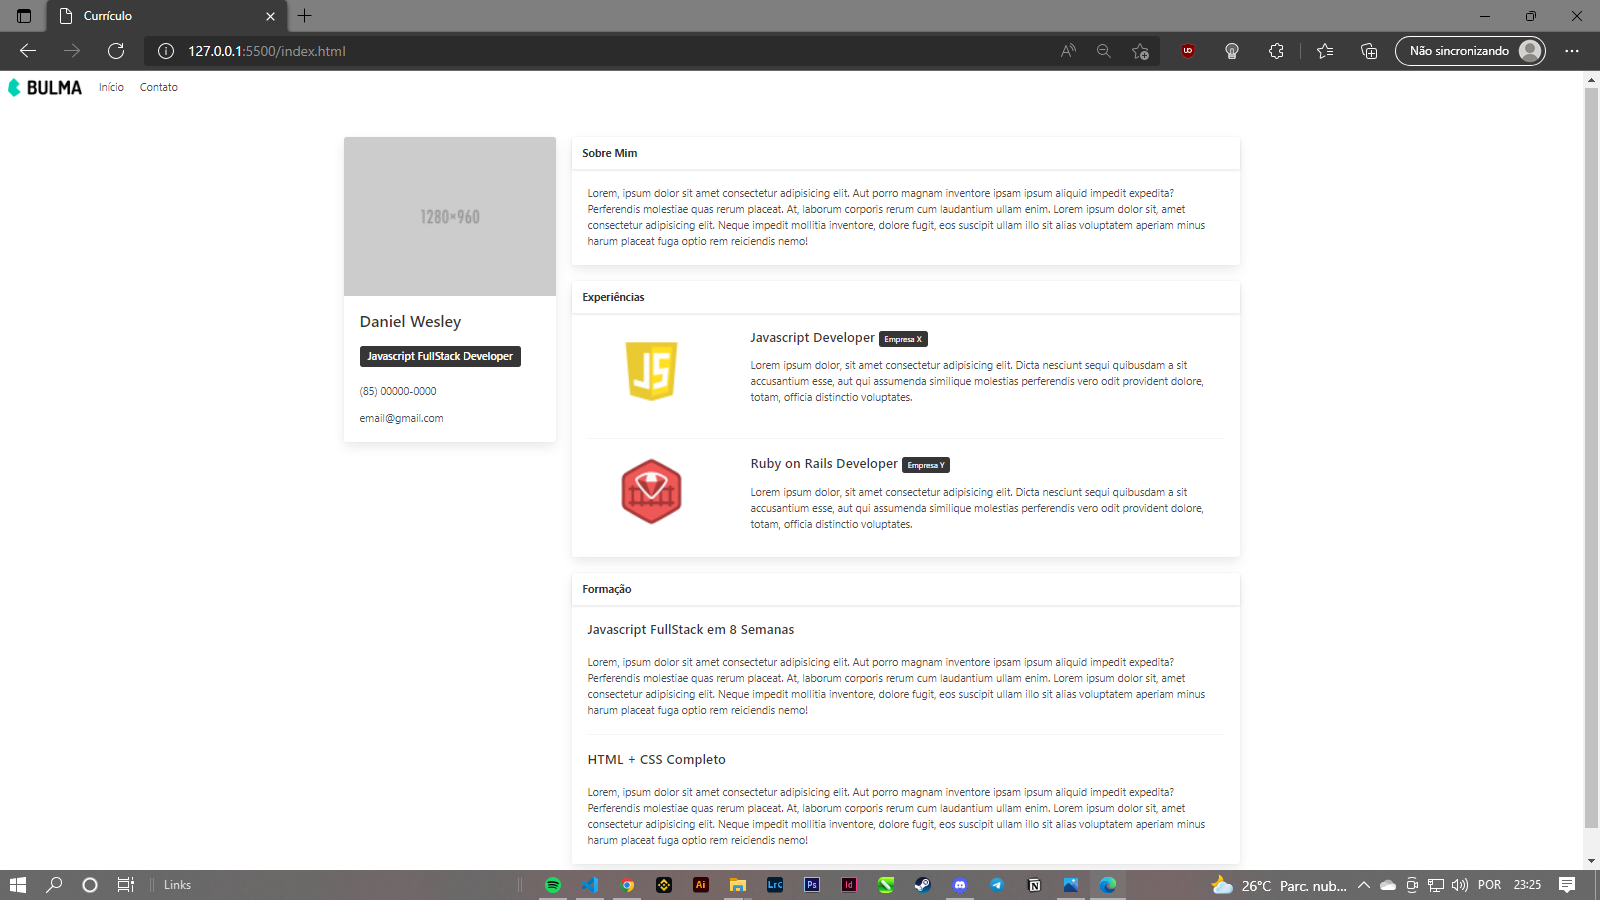 Currículo
127.0.0.1:5500/index.html
Não sincronizando
BULMA
Início
Contato
1280×960
Daniel Wesley
Javascript FullStack Developer
(85) 00000-0000
email@gmail.com
Sobre Mim
Lorem, ipsum dolor sit amet consectetur adipisicing elit. Aut porro magnam inventore ipsam ipsum aliquid impedit expedita?
Perferendis molestiae quas rerum placeat. At, laborum corporis rerum cum laudantium ullam enim. Lorem ipsum dolor sit, amet
consectetur adipisicing elit. Neque impedit mollitia inventore, dolore fugit, eos suscipit ullam illo sit alias voluptatem aperiam minus
harum placeat fuga optio rem reiciendis nemo!
Experiências
JS
Javascript Developer Empresa X
Lorem ipsum dolor, sit amet consectetur adipisicing elit. Dicta nesciunt sequi quibusdam a sit
accusantium esse, aut qui assumenda similique molestias perferendis vero odit provident dolore,
totam, officia distinctio voluptates.
Ruby on Rails Developer Empresa Y
Lorem ipsum dolor, sit amet consectetur adipisicing elit. Dicta nesciunt sequi quibusdam a sit
accusantium esse, aut qui assumenda similique molestias perferendis vero odit provident dolore,
totam, officia distinctio voluptates.
Formação
Javascript FullStack em 8 Semanas
Lorem, ipsum dolor sit amet consectetur adipisicing elit. Aut porro magnam inventore ipsam ipsum aliquid impedit expedita?
Perferendis molestiae quas rerum placeat. At, laborum corporis rerum cum laudantium ullam enim. Lorem ipsum dolor sit, amet
consectetur adipisicing elit. Neque impedit mollitia inventore, dolore fugit, eos suscipit ullam illo sit alias voluptatem aperiam minus
harum placeat fuga optio rem reiciendis nemo!
HTML + CSS Completo
Lorem, ipsum dolor sit amet consectetur adipisicing elit. Aut porro magnam inventore ipsam ipsum aliquid impedit expedita?
Perferendis molestiae quas rerum placeat. At, laborum corporis rerum cum laudantium ullam enim. Lorem ipsum dolor sit, amet
consectetur adipisicing elit. Neque impedit mollitia inventore, dolore fugit, eos suscipit ullam illo sit alias voluptatem aperiam minus
harum placeat fuga optio rem reiciendis nemo!
Links
Ai
Lrc
Ps
Id
26°C Parc. nub...
POR
23:25